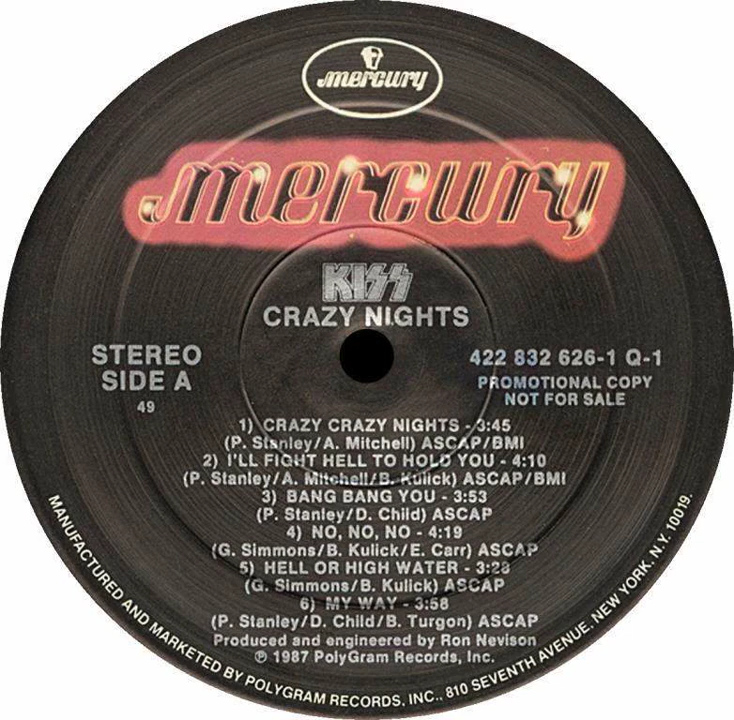 mercury
mercury
KISS
CRAZY NIGHTS
STEREO
SIDE A
49
422 832 626-1 Q-1
PROMOTIONAL COPY
NOT FOR SALE
1) CRAZY CRAZY NIGHTS - 3:45
(P. Stanley/A. Mitchell) ASCAP/BMI
2) I'LL FIGHT HELL TO HOLD YOU - 4:10
(P. Stanley/A. Mitchell/B. Kulick) ASCAP/BMI
3) BANG BANG YOU - 3:53
(P. Stanley/D. Child) ASCAP
4) NO, NO, NO - 4:19
(G. Simmons/B. Kulick/E. Carr) ASCAP
5) HELL OR HIGH WATER - 3:28
(G. Simmons/B. Kulick) ASCAP
6) MY WAY - 3:58
(P. Stanley/D. Child/B. Turgon) ASCAP
Produced and engineered by Ron Nevison
℗ 1987 PolyGram Records, Inc.
MANUFACTURED AND MARKETED BY POLYGRAM RECORDS, INC., 810 SEVENTH AVENUE, NEW YORK, N.Y. 10019.